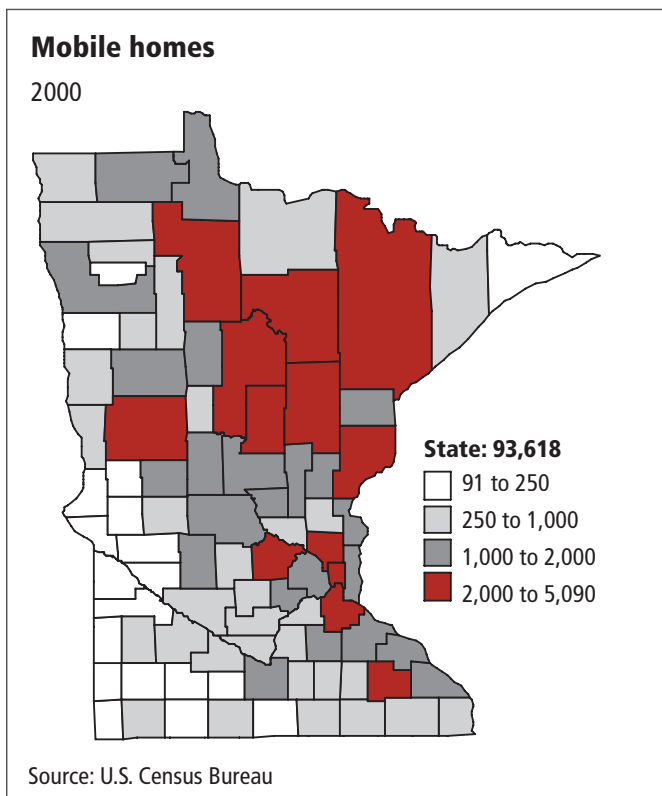 Mobile homes
2000
State: 93,618
91 to 250
250 to 1,000
1,000 to 2,000
2,000 to 5,090
Source: U.S. Census Bureau